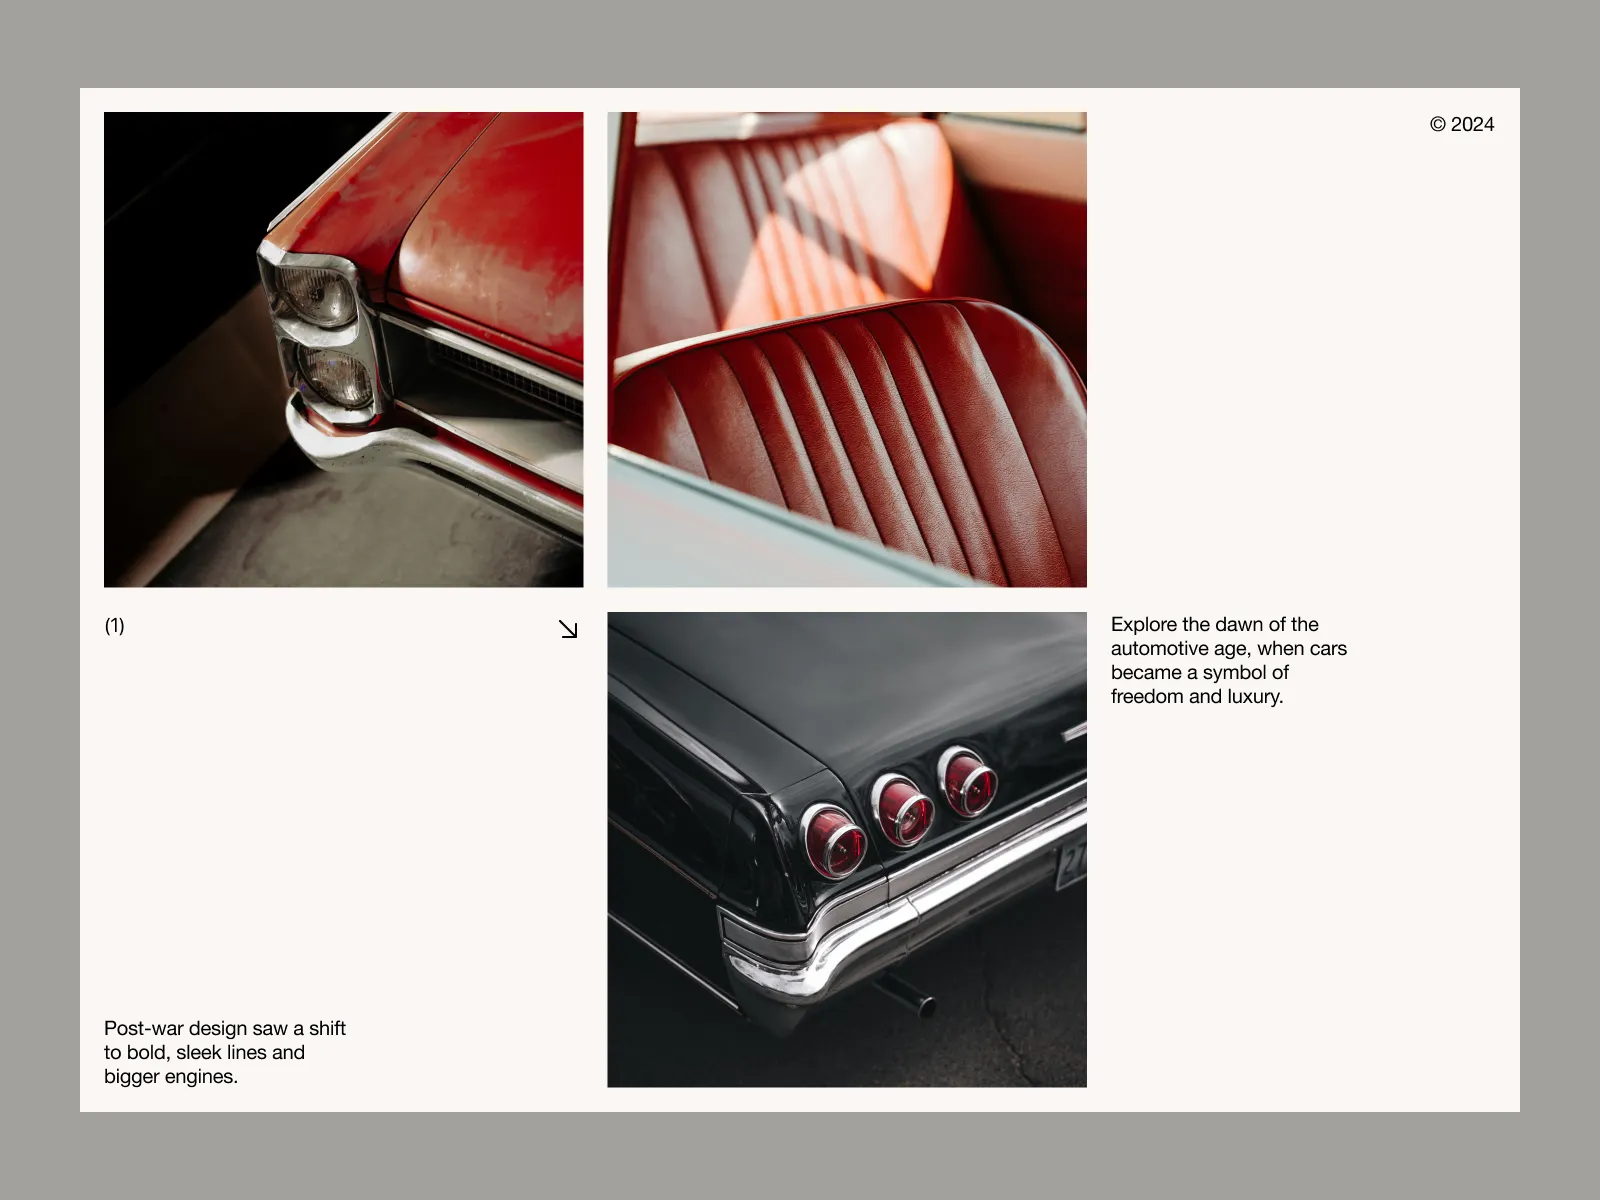 © 2024
(1)
Explore the dawn of the
automotive age, when cars
became a symbol of
freedom and luxury.
Post-war design saw a shift
to bold, sleek lines and
bigger engines.
27